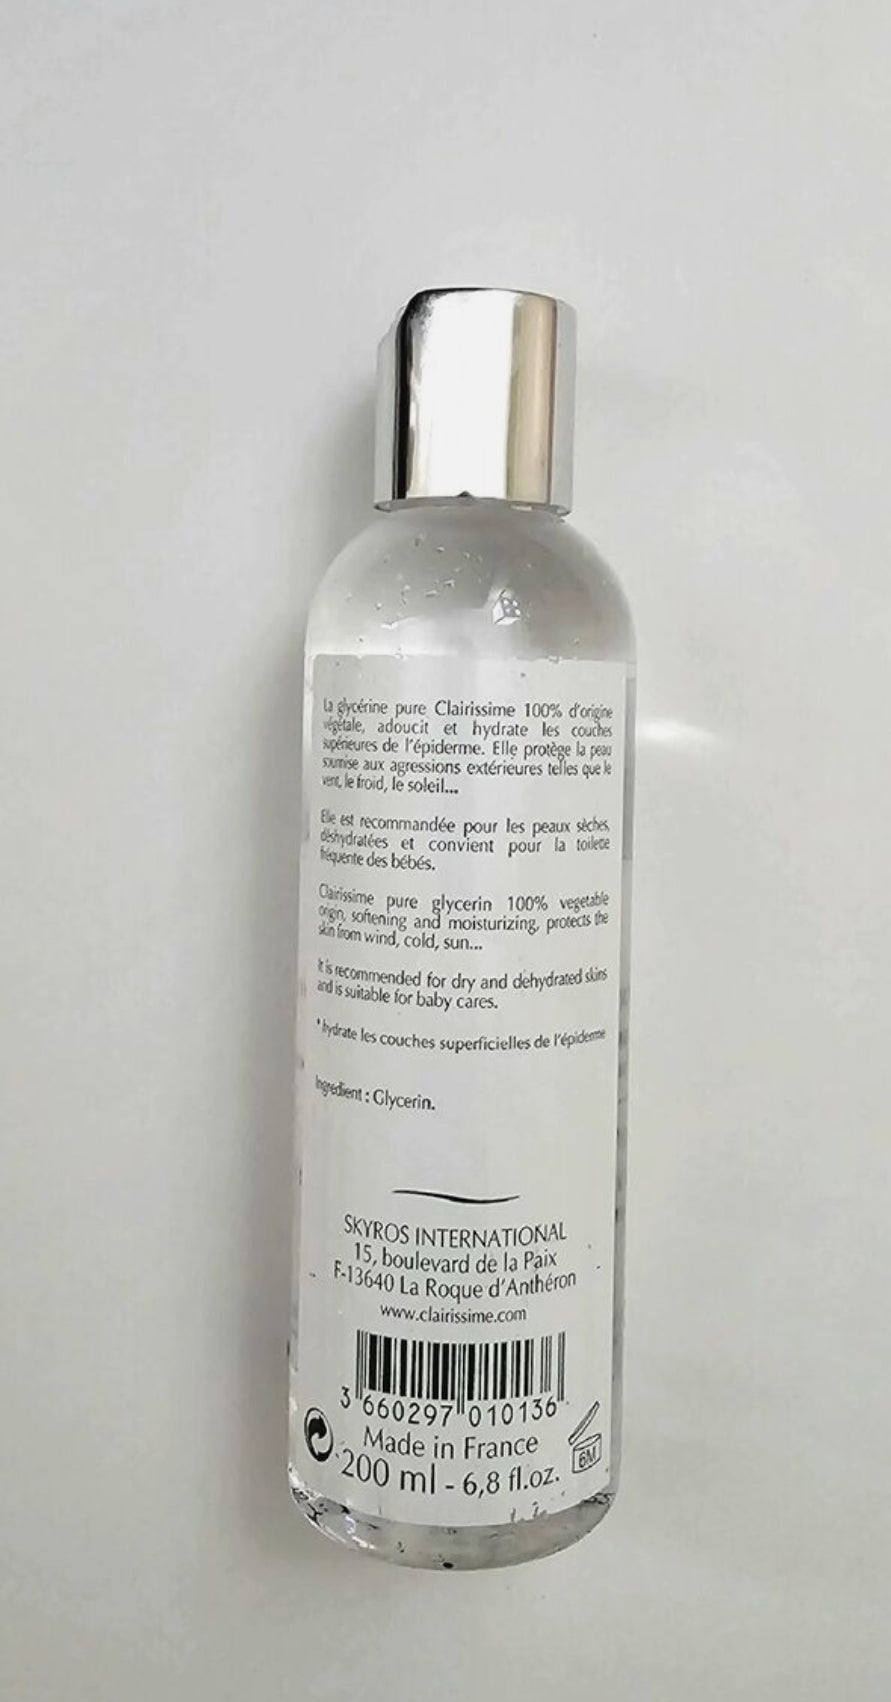 La glycérine pure Clairissime 100% d'origine
végétale, adoucit et hydrate les couches
supérieures de l'épiderme. Elle protège la peau
soumise aux agressions extérieures telles que le
vent, le froid, le soleil...
Elle est recommandée pour les peaux sèches,
déshydratées et convient pour la toilette
fréquente des bébés.
Clairissime pure glycerin 100% vegetable
origin, softening and moisturizing, protects the
skin from wind, cold, sun...
It is recommended for dry and dehydrated skins
and is suitable for baby cares.
*hydrate les couches superficielles de l'épiderme
Ingredient : Glycerin.
SKYROS INTERNATIONAL
15, boulevard de la Paix
F-13640 La Roque d'Anthéron
www.clairissime.com
3 660297 010136
Made in France
6M
200 ml - 6,8 fl.oz.